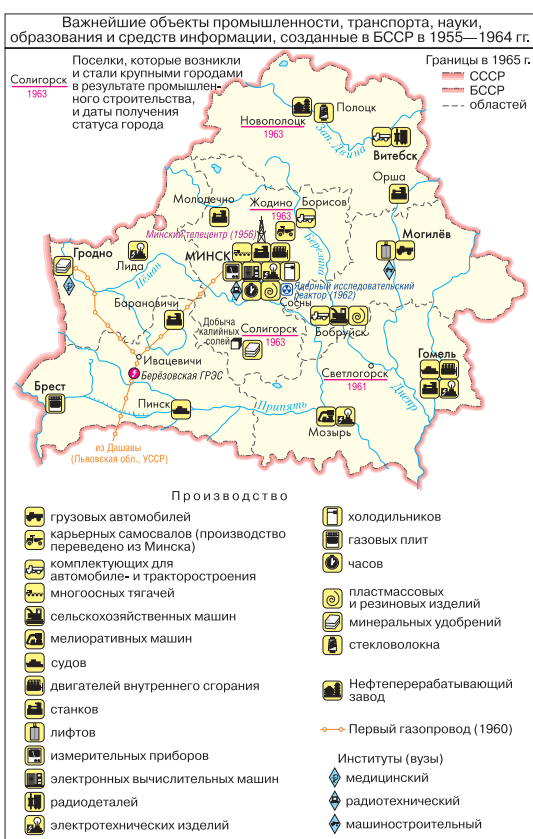 Важнейшие объекты промышленности, транспорта, науки,
образования и средств информации, созданные в БССР в 1955—1964 гг.
Солигорск
1963
Поселки, которые возникли
и стали крупными городами
в результате промышлен-
ного строительства,
и даты получения
статуса города
Границы в 1965 г.
СССР
БССР
областей
Полоцк
Новополоцк
1963
Зап. Двина
Витебск
Орша
Молодечно
Жодино
1963
Борисов
Минский телецентр (1956)
Березина
Могилёв
Гродно
Лида
Неман
МИНСК
Ядерный исследовательский
реактор (1962)
Сосны
Барановичи
Добыча
калийных
солей
Солигорск
1963
Бобруйск
Ивацевичи
Берёзовская ГРЭС
Светлогорск
1961
Гомель
Днепр
Брест
Пинск
Припять
Мозырь
из Дашавы
(Львовская обл., УССР)
Производство
грузовых автомобилей
карьерных самосвалов (производство
переведено из Минска)
комплектующих для
автомобиле- и тракторостроения
многоосных тягачей
сельскохозяйственных машин
мелиоративных машин
судов
двигателей внутреннего сгорания
станков
лифтов
измерительных приборов
электронных вычислительных машин
радиодеталей
электротехнических изделий
холодильников
газовых плит
часов
пластмассовых
и резиновых изделий
минеральных удобрений
стекловолокна
Нефтеперерабатывающий
завод
Первый газопровод (1960)
Институты (вузы)
медицинский
радиотехнический
машиностроительный